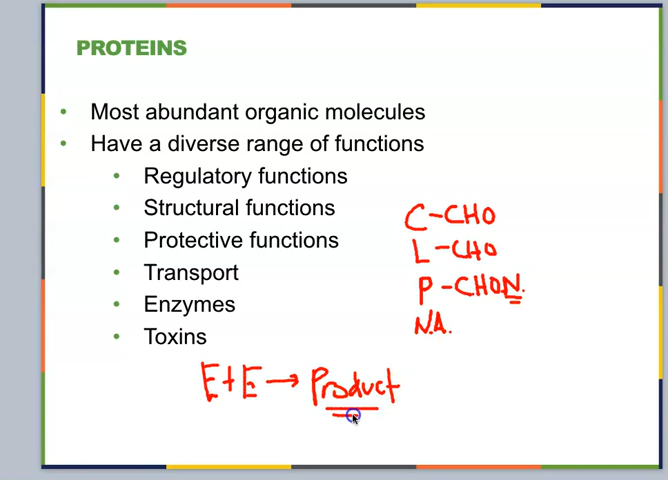 PROTEINS
• Most abundant organic molecules
• Have a diverse range of functions
• Regulatory functions
• Structural functions
• Protective functions
• Transport
• Enzymes
• Toxins
C-CHO
L-CHO
P-CHON.
N.A.
E+E → Product